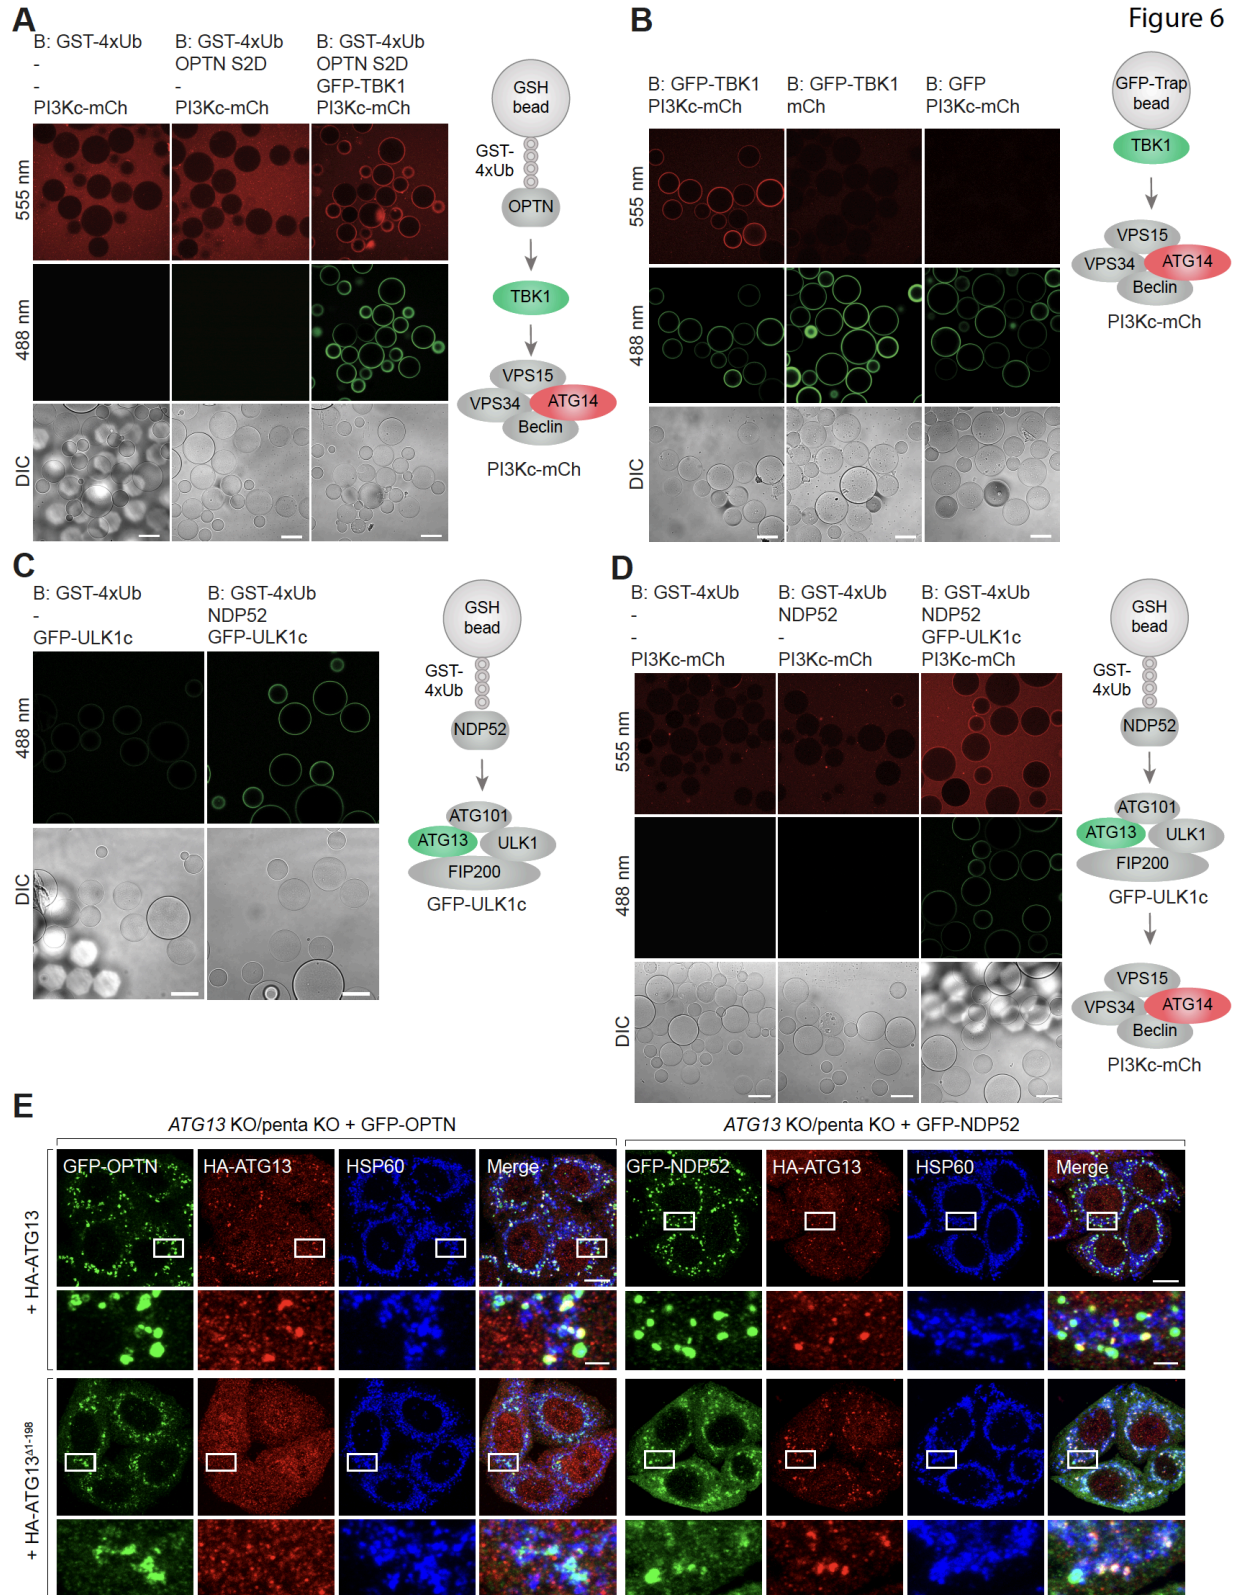 Figure 6
A
B: GST-4xUb
-
-
PI3Kc-mCh
B: GST-4xUb
OPTN S2D
-
PI3Kc-mCh
B: GST-4xUb
OPTN S2D
GFP-TBK1
PI3Kc-mCh
555 nm
488 nm
DIC
GSH
bead
GST-
4xUb
OPTN
TBK1
VPS15
VPS34
ATG14
Beclin
PI3Kc-mCh
B
B: GFP-TBK1
PI3Kc-mCh
B: GFP-TBK1
mCh
B: GFP
PI3Kc-mCh
555 nm
488 nm
DIC
GFP-Trap
bead
TBK1
VPS15
VPS34
ATG14
Beclin
PI3Kc-mCh
C
B: GST-4xUb
-
GFP-ULK1c
B: GST-4xUb
NDP52
GFP-ULK1c
488 nm
DIC
GSH
bead
GST-
4xUb
NDP52
ATG101
ATG13
ULK1
FIP200
GFP-ULK1c
D
B: GST-4xUb
-
-
PI3Kc-mCh
B: GST-4xUb
NDP52
-
PI3Kc-mCh
B: GST-4xUb
NDP52
GFP-ULK1c
PI3Kc-mCh
555 nm
488 nm
DIC
GSH
bead
GST-
4xUb
NDP52
ATG101
ATG13
ULK1
FIP200
GFP-ULK1c
VPS15
VPS34
ATG14
Beclin
PI3Kc-mCh
E
ATG13 KO/penta KO + GFP-OPTN
ATG13 KO/penta KO + GFP-NDP52
GFP-OPTN
HA-ATG13
HSP60
Merge
GFP-NDP52
HA-ATG13
HSP60
Merge
+ HA-ATG13
+ HA-ATG13Δ1-198